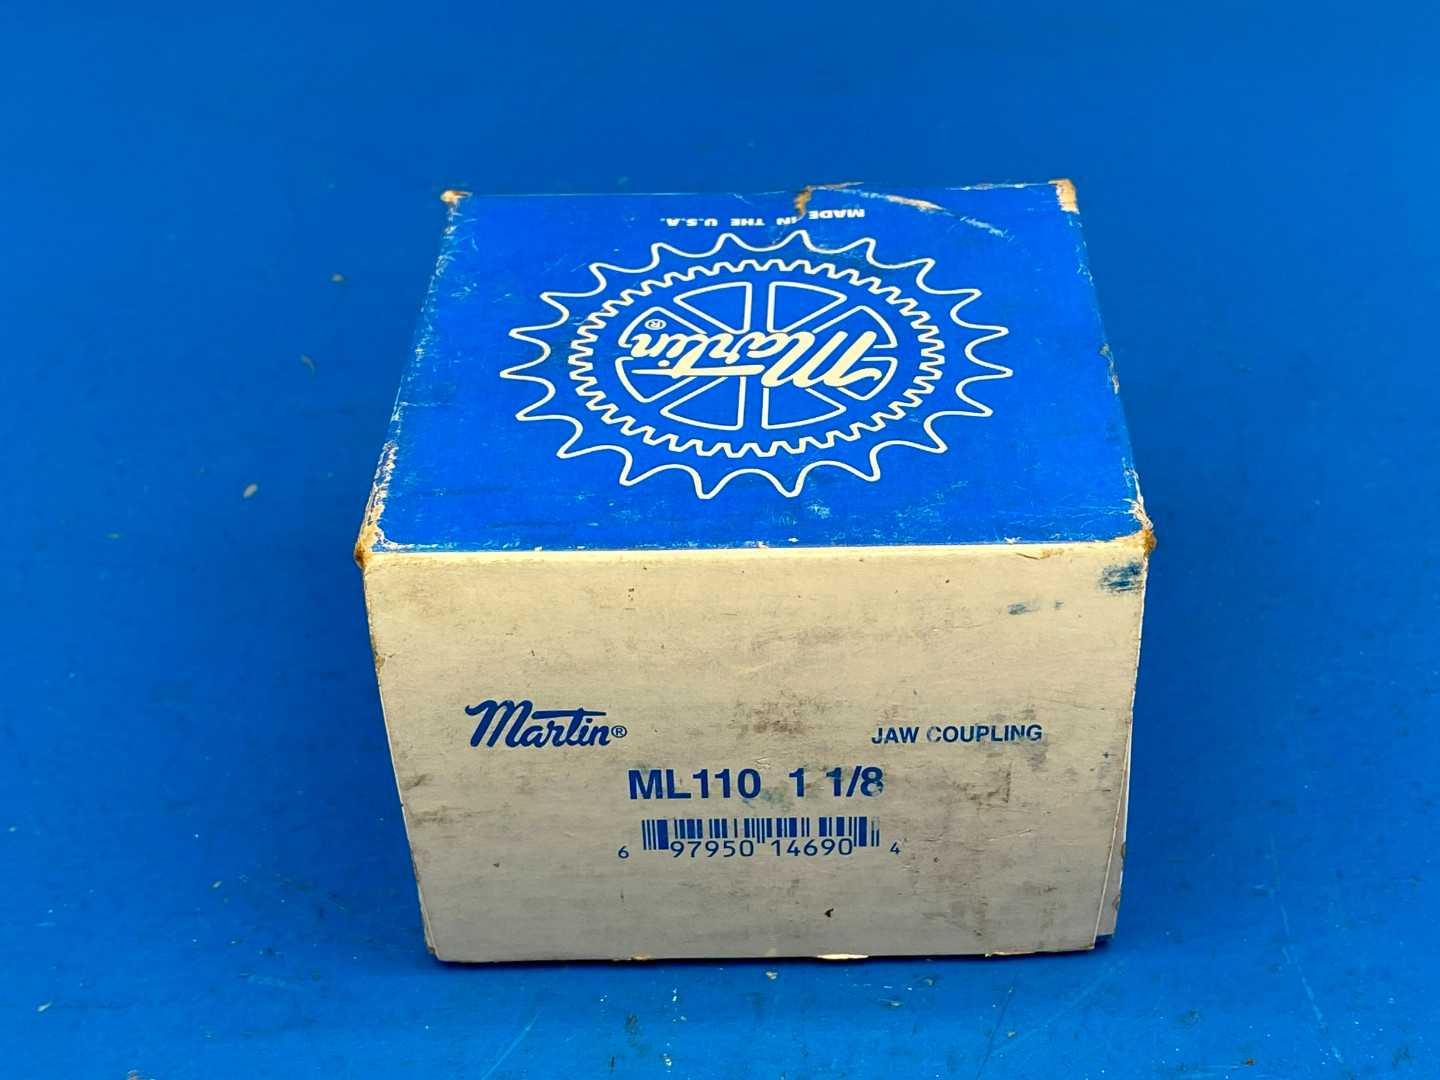 MADE IN THE U.S.A.
Martin®
Martin®
JAW COUPLING
ML110 1 1/8
6 97950 14690 4